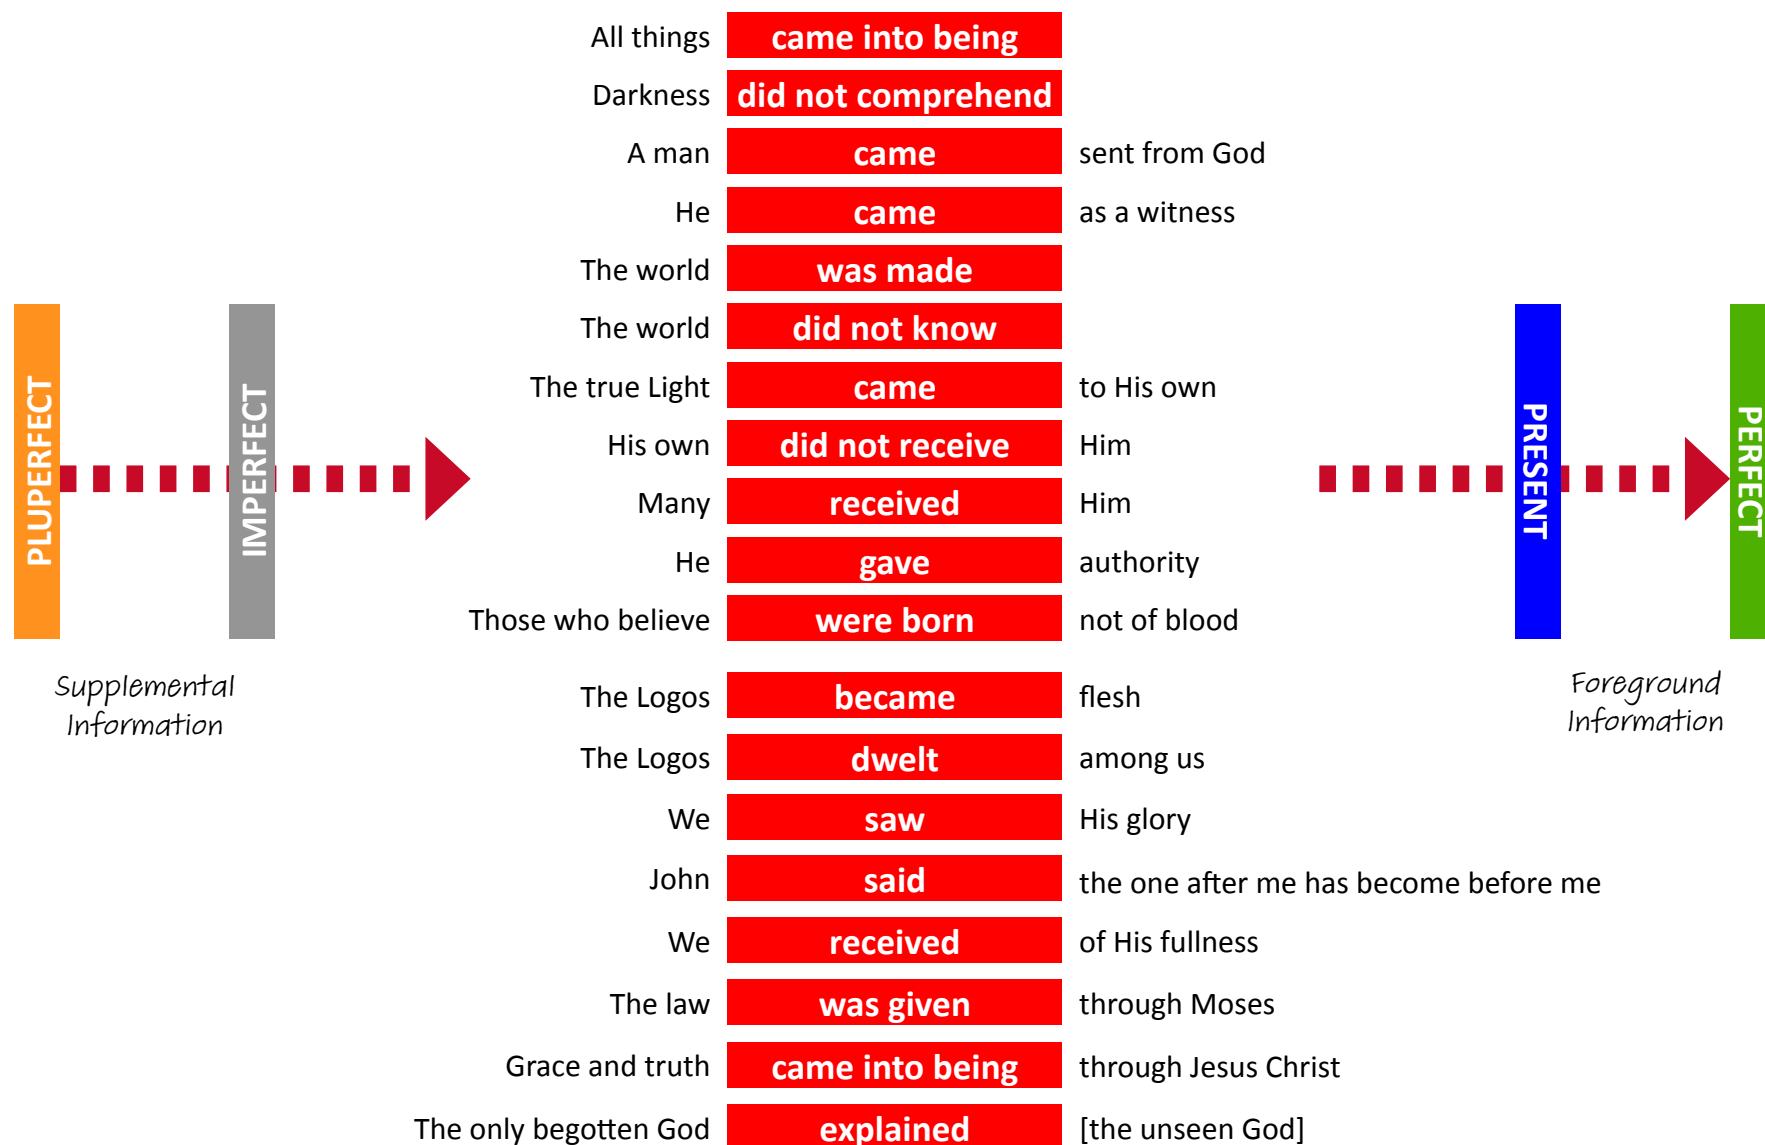 All things came into being
Darkness did not comprehend
A man came sent from God
He came as a witness
The world was made
The world did not know
The true Light came to His own
His own did not receive Him
Many received Him
He gave authority
Those who believe were born not of blood
The Logos became flesh
The Logos dwelt among us
We saw His glory
John said the one after me has become before me
We received of His fullness
The law was given through Moses
Grace and truth came into being through Jesus Christ
The only begotten God explained [the unseen God]
PLUPERFECT
IMPERFECT
Supplemental
Information
PRESENT
PERFECT
Foreground
Information